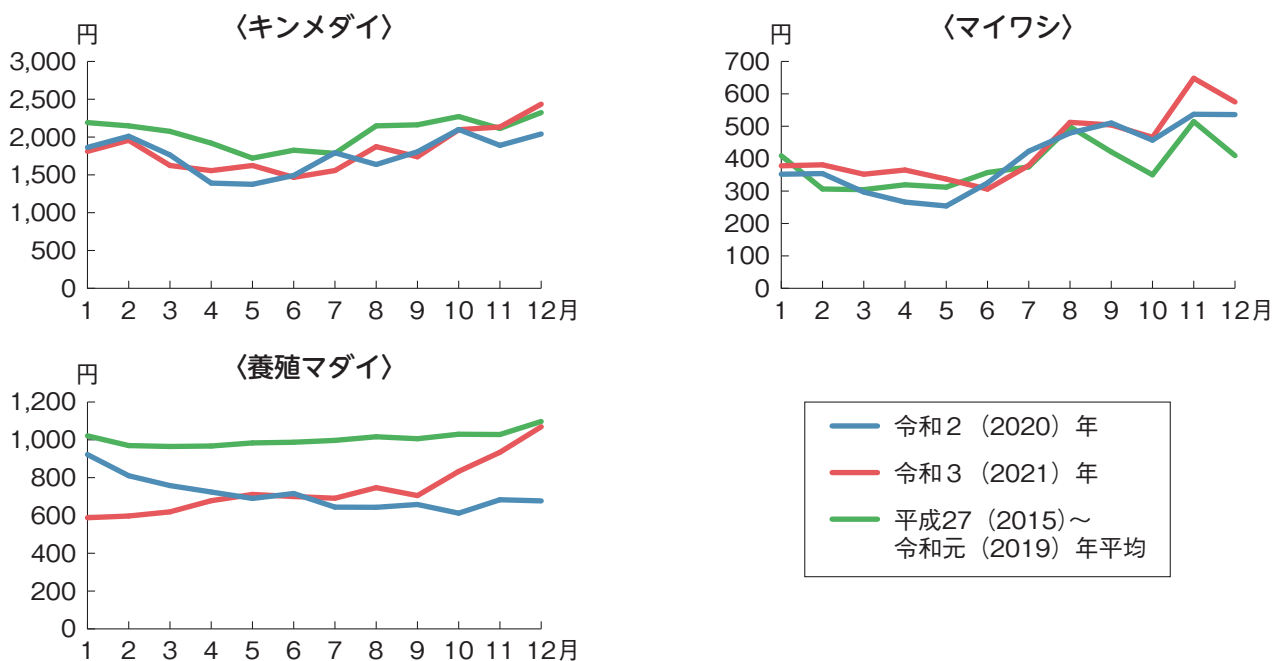 〈キンメダイ〉
円
3,000
2,500
2,000
1,500
1,000
500
0
1 2 3 4 5 6 7 8 9 10 11 12月
〈マイワシ〉
円
700
600
500
400
300
200
100
0
1 2 3 4 5 6 7 8 9 10 11 12月
〈養殖マダイ〉
円
1,200
1,000
800
600
400
200
0
1 2 3 4 5 6 7 8 9 10 11 12月
令和2（2020）年
令和3（2021）年
平成27（2015）～
令和元（2019）年平均